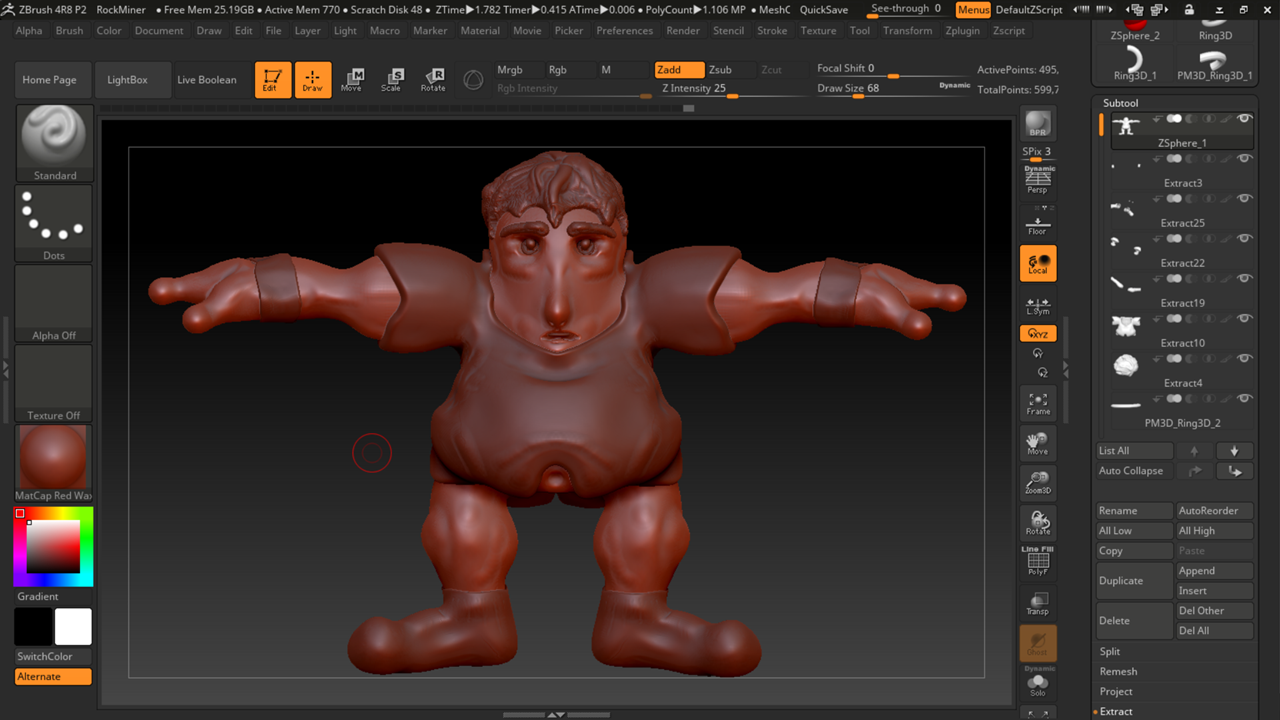 ZBrush 4R8 P2 RockMiner • Free Mem 25.19GB • Active Mem 770 • Scratch Disk 48 • ZTime▶1.782 Timer▶0.415 ATime▶0.006 • PolyCount▶1.106 MP • MeshC QuickSave See-through 0 Menus DefaultZScript
Alpha Brush Color Document Draw Edit File Layer Light Macro Marker Material Movie Picker Preferences Render Stencil Stroke Texture Tool Transform Zplugin Zscript
Home Page LightBox Live Boolean Edit Draw Move Scale Rotate
Mrgb Rgb M Zadd Zsub Zcut Focal Shift 0 ActivePoints: 495,
Rgb Intensity Z Intensity 25 Draw Size 68 Dynamic TotalPoints: 599,7
Standard
Dots
Alpha Off
Texture Off
MatCap Red Wax
Gradient
SwitchColor
Alternate
BPR
SPix 3
Dynamic
Persp
Floor
Local
L.Sym
XYZ
Frame
Move
Zoom3D
Rotate
Line Fill
PolyF
Transp
Ghost
Dynamic
Solo
ZSphere_2 Ring3D
Ring3D_1 PM3D_Ring3D_1
Subtool
ZSphere_1
Extract3
Extract25
Extract22
Extract19
Extract10
Extract4
PM3D_Ring3D_2
List All
Auto Collapse
Rename AutoReorder
All Low All High
Copy Paste
Duplicate Append
Insert
Delete Del Other
Del All
Split
Remesh
Project
Extract